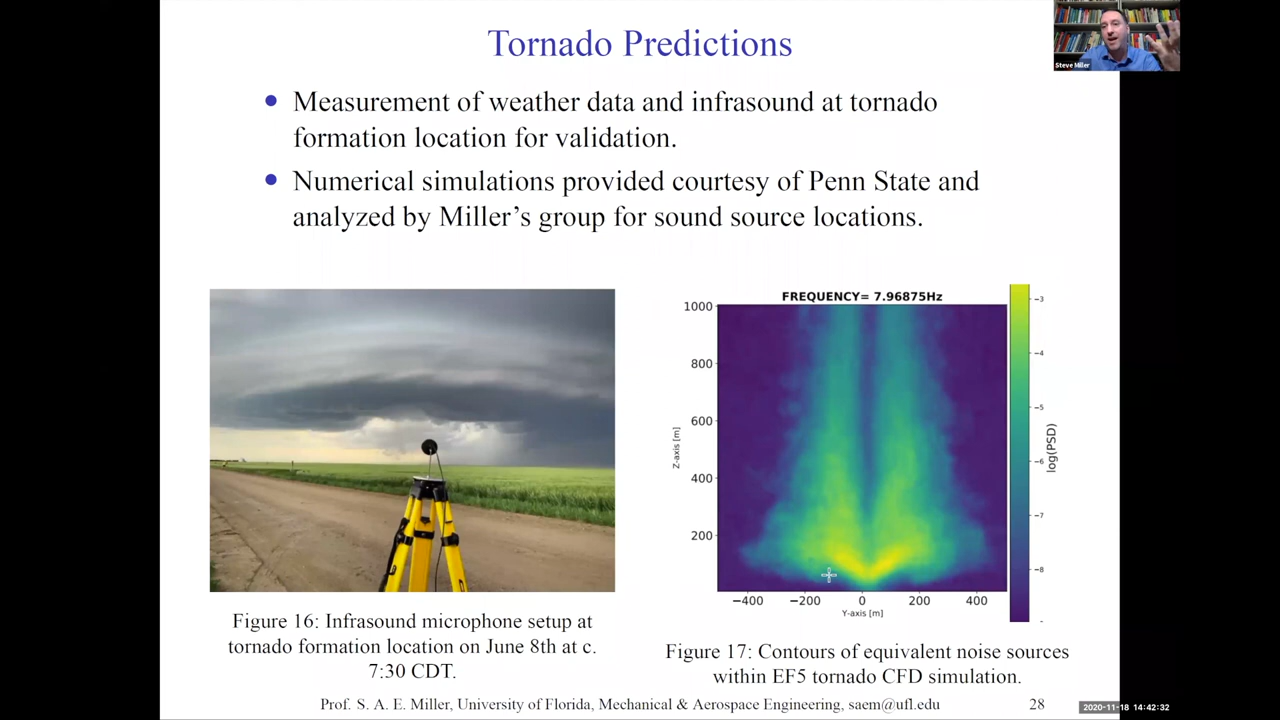 Tornado Predictions
Steve Miller
Measurement of weather data and infrasound at tornado
formation location for validation.
Numerical simulations provided courtesy of Penn State and
analyzed by Miller's group for sound source locations.
FREQUENCY= 7.96875Hz
1000
800
600
400
200
Z-axis [m]
−400
−200
0
200
400
Y-axis [m]
−3
−4
−5
−6
−7
−8
log(PSD)
Figure 16: Infrasound microphone setup at
tornado formation location on June 8th at c.
7:30 CDT.
Figure 17: Contours of equivalent noise sources
within EF5 tornado CFD simulation.
Prof. S. A. E. Miller, University of Florida, Mechanical & Aerospace Engineering, saem@ufl.edu
28
2020-11-18 14:42:32